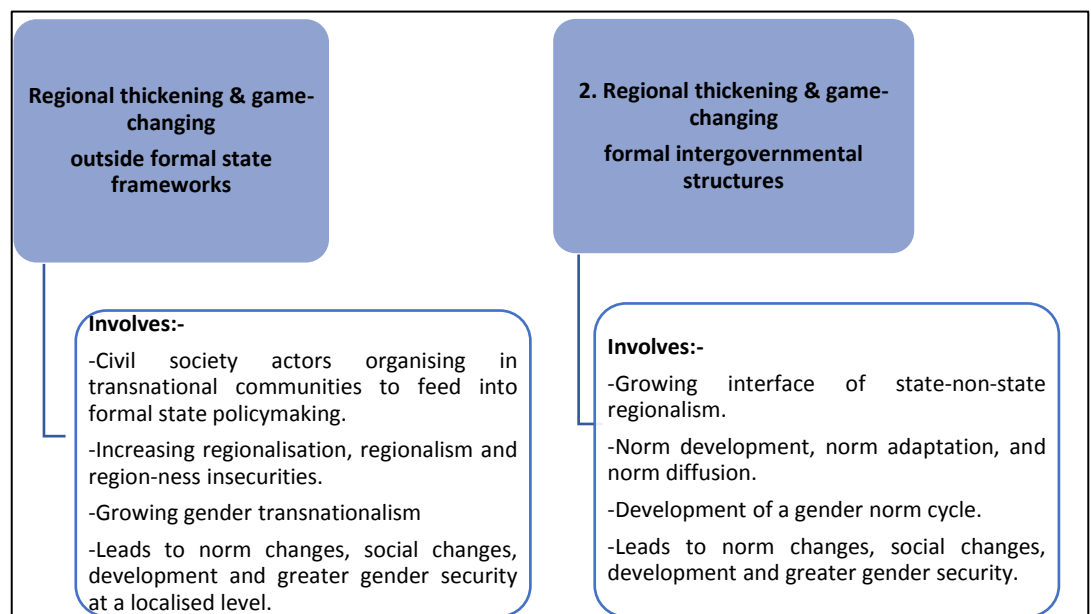 Regional thickening & game-
changing
outside formal state
frameworks
Involves:-
-Civil society actors organising in
transnational communities to feed into
formal state policymaking.
-Increasing regionalisation, regionalism and
region-ness insecurities.
-Growing gender transnationalism
-Leads to norm changes, social changes,
development and greater gender security
at a localised level.
2. Regional thickening & game-
changing
formal intergovernmental
structures
Involves:-
-Growing interface of state-non-state
regionalism.
-Norm development, norm adaptation, and
norm diffusion.
-Development of a gender norm cycle.
-Leads to norm changes, social changes,
development and greater gender security.